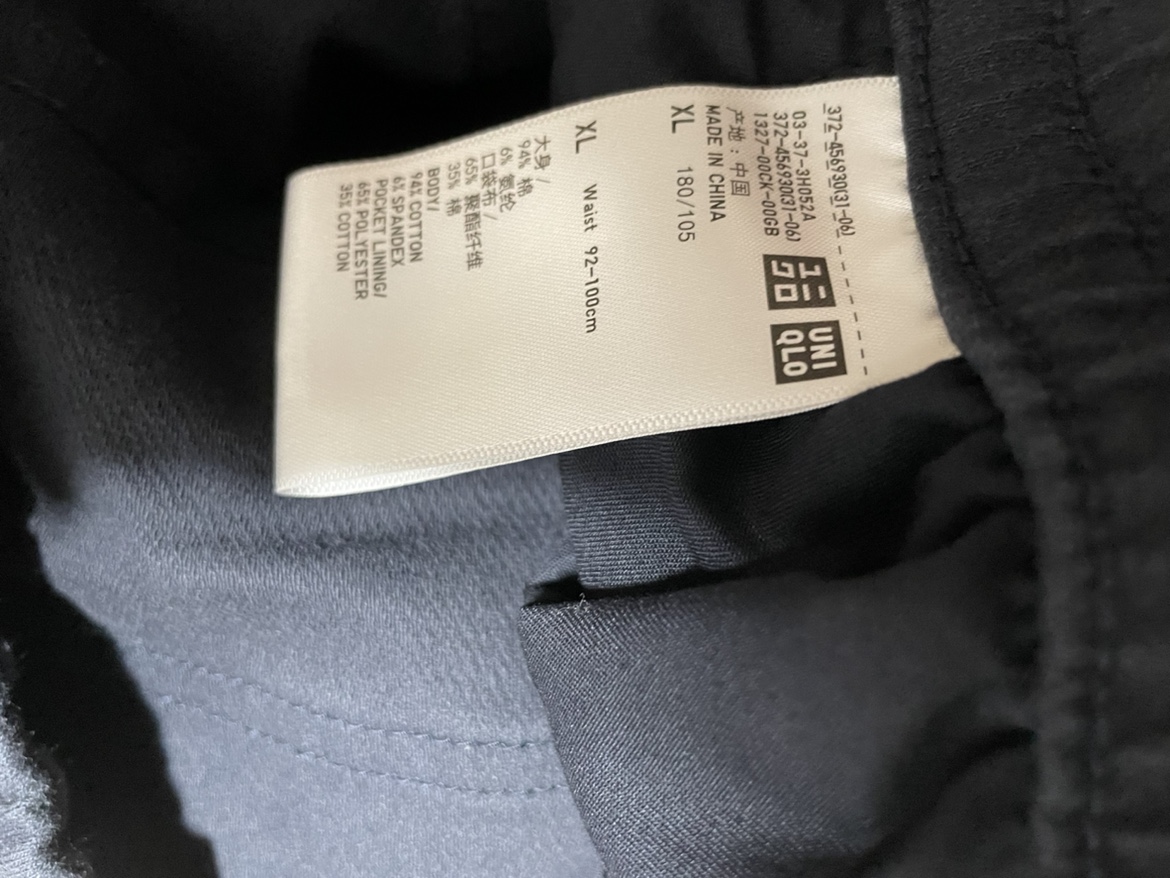 372-456930(31-06)
03-37-3H052A
372-456930(31-06)
1327-00CK-00GB
ユニ
クロ
UNI
QLO
产地：中国
MADE IN CHINA
XL 180/105
XL Waist 92-100cm
大身/
94% 棉
6% 氨纶
口袋布/
65% 聚酯纤维
35% 棉
BODY/
94% COTTON
6% SPANDEX
POCKET LINING/
65% POLYESTER
35% COTTON